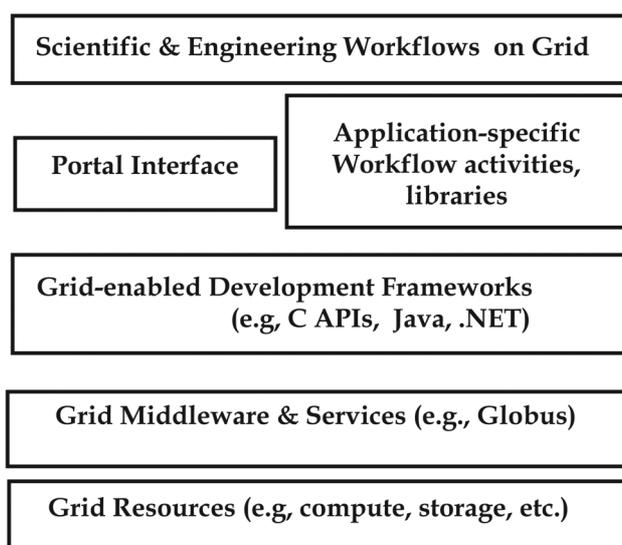 Scientific & Engineering Workflows on Grid
Portal Interface
Application-specific
Workflow activities,
libraries
Grid-enabled Development Frameworks
(e.g, C APIs, Java, .NET)
Grid Middleware & Services (e.g., Globus)
Grid Resources (e.g, compute, storage, etc.)